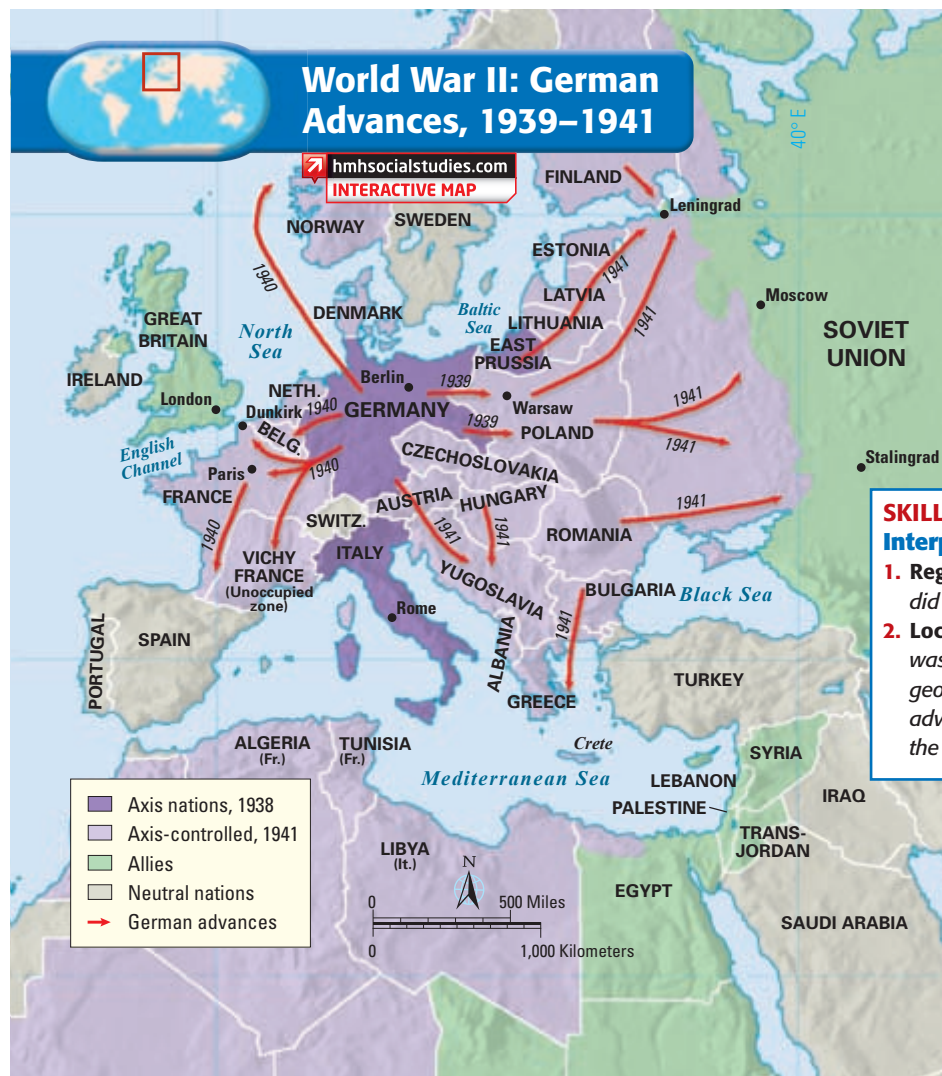 World War II: German
Advances, 1939–1941
hmhsocialstudies.com
INTERACTIVE MAP
40° E
FINLAND
Leningrad
NORWAY
SWEDEN
ESTONIA
1941
1940
LATVIA
Moscow
DENMARK
Baltic
Sea
LITHUANIA
1941
GREAT
BRITAIN
North
Sea
EAST
PRUSSIA
SOVIET
UNION
IRELAND
NETH.
Berlin
1939
London
Dunkirk
1940
GERMANY
Warsaw
1941
BELG.
1939
POLAND
1941
English
Channel
CZECHOSLOVAKIA
Stalingrad
Paris
1940
FRANCE
AUSTRIA
HUNGARY
1941
SWITZ.
1940
1941
1941
ROMANIA
ITALY
VICHY
FRANCE
(Unoccupied
zone)
YUGOSLAVIA
BULGARIA
Black Sea
Rome
1941
PORTUGAL
SPAIN
ALBANIA
TURKEY
GREECE
ALGERIA
(Fr.)
TUNISIA
(Fr.)
Crete
SYRIA
Mediterranean Sea
LEBANON
IRAQ
PALESTINE
TRANS-
JORDAN
LIBYA
(It.)
EGYPT
SAUDI ARABIA
N
0 500 Miles
0 1,000 Kilometers
Axis nations, 1938
Axis-controlled, 1941
Allies
Neutral nations
German advances
SKILL
Interp
1. Reg
did
2. Loc
was
geo
adv
the